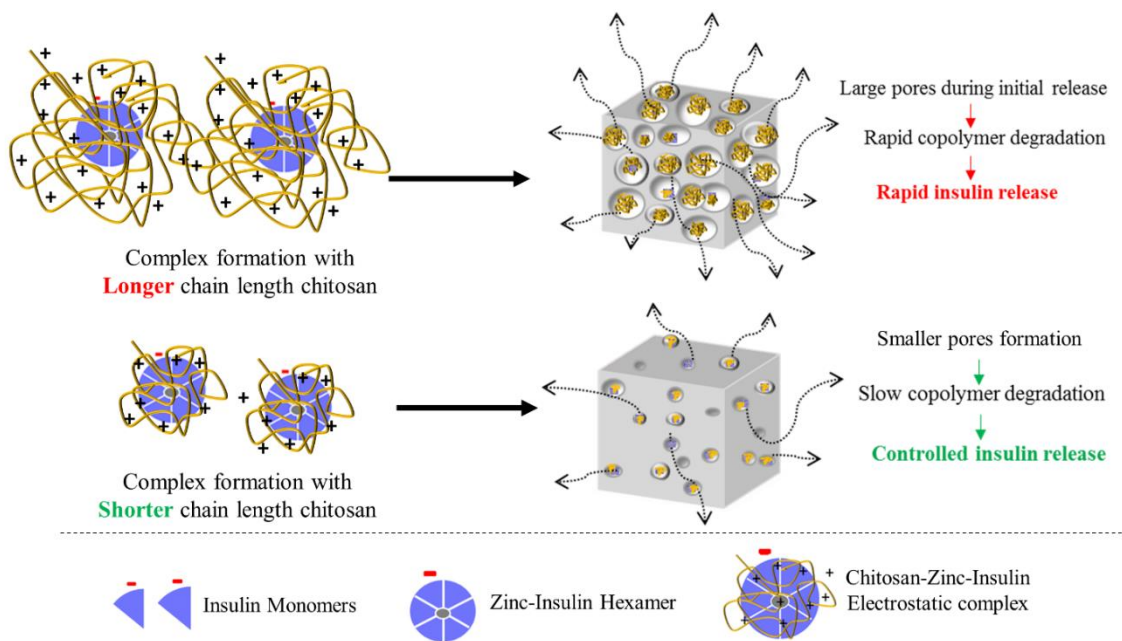 Large pores during initial release
Rapid copolymer degradation
Rapid insulin release
Complex formation with
Longer chain length chitosan
Smaller pores formation
Slow copolymer degradation
Controlled insulin release
Complex formation with
Shorter chain length chitosan
Insulin Monomers
Zinc-Insulin Hexamer
Chitosan-Zinc-Insulin
Electrostatic complex